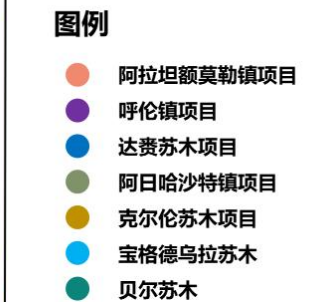 图例
阿拉坦额莫勒镇项目
呼伦镇项目
达赉苏木项目
阿日哈沙特镇项目
克尔伦苏木项目
宝格德乌拉苏木
贝尔苏木